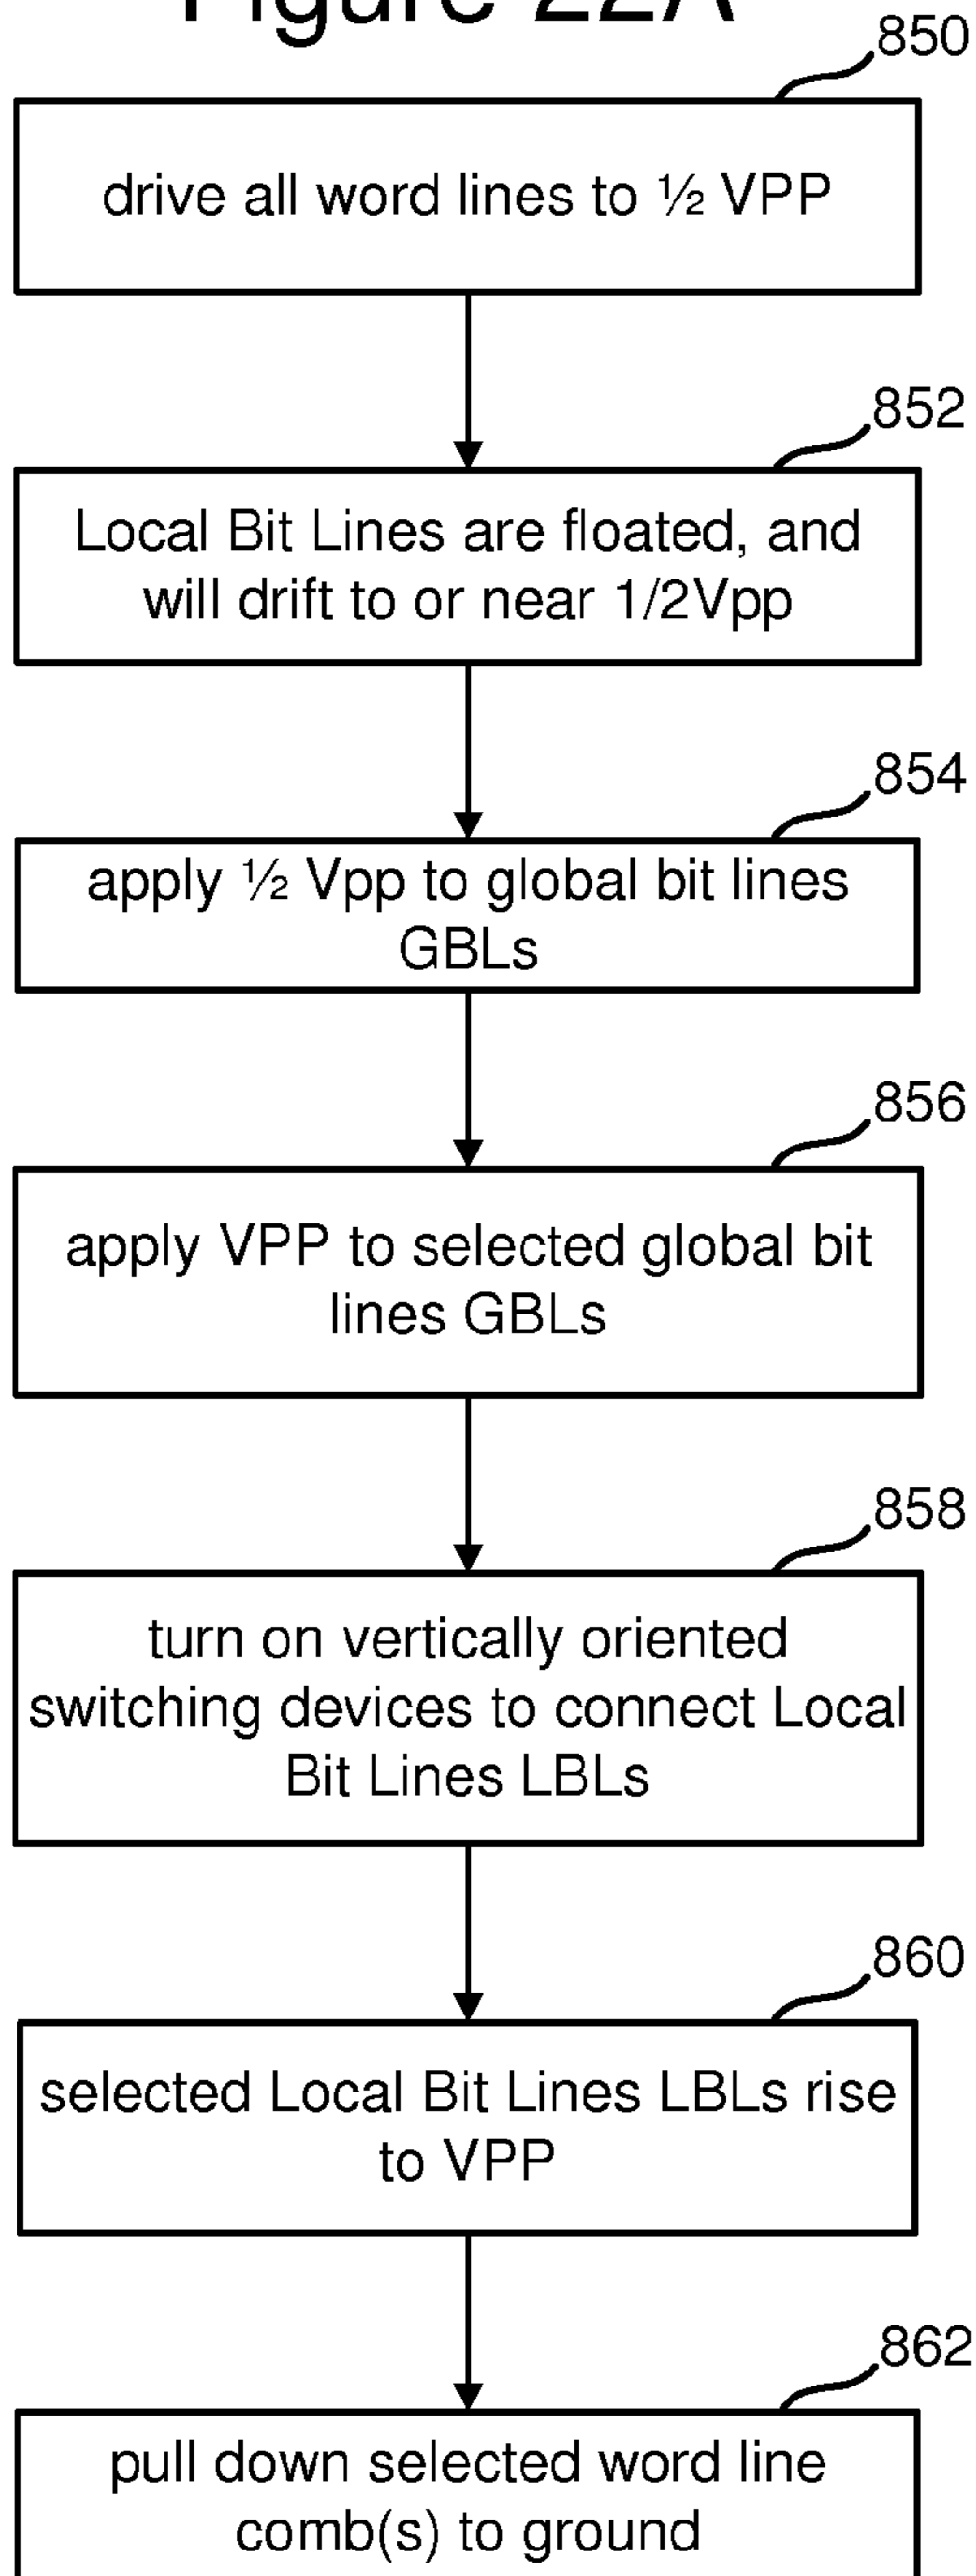 Figure 22A
850
drive all word lines to ½ VPP
852
Local Bit Lines are floated, and
will drift to or near 1/2Vpp
854
apply ½ Vpp to global bit lines
GBLs
856
apply VPP to selected global bit
lines GBLs
858
turn on vertically oriented
switching devices to connect Local
Bit Lines LBLs
860
selected Local Bit Lines LBLs rise
to VPP
862
pull down selected word line
comb(s) to ground